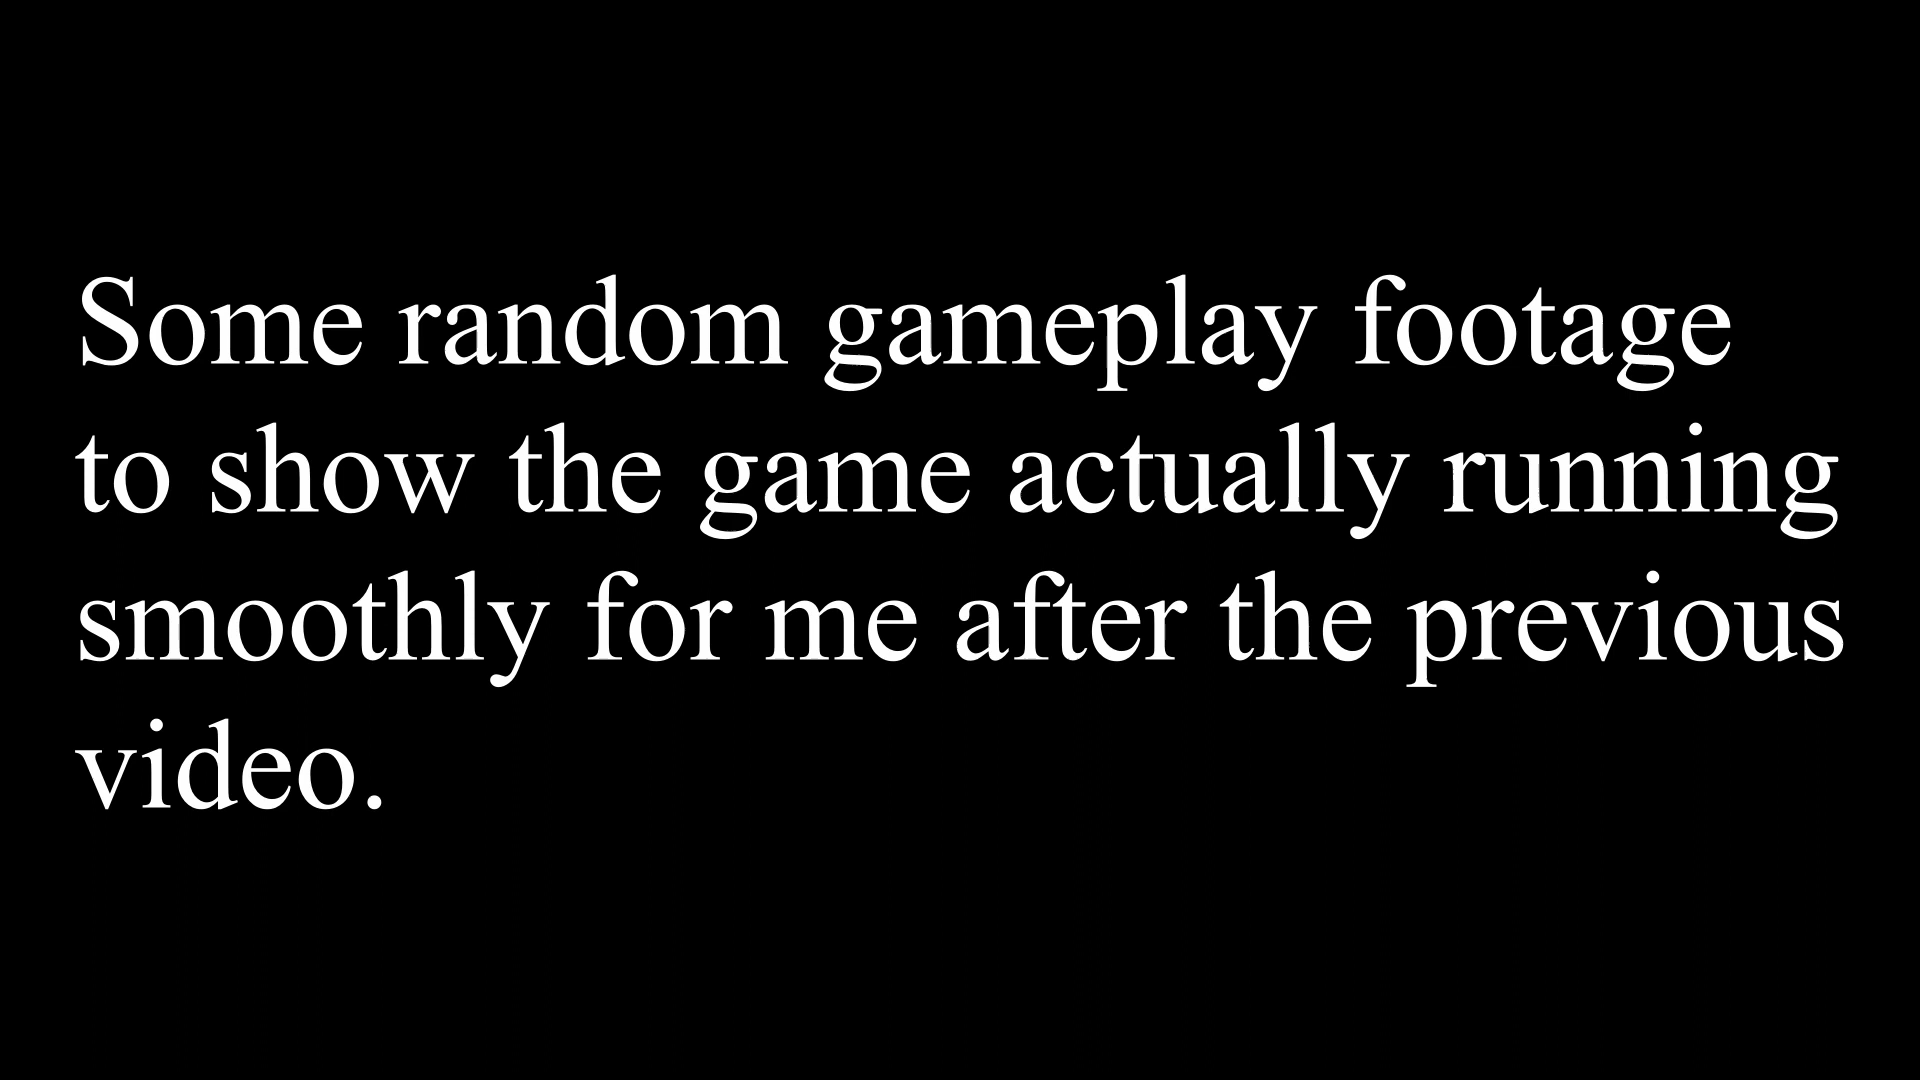 Some random gameplay footage
to show the game actually running
smoothly for me after the previous
video.